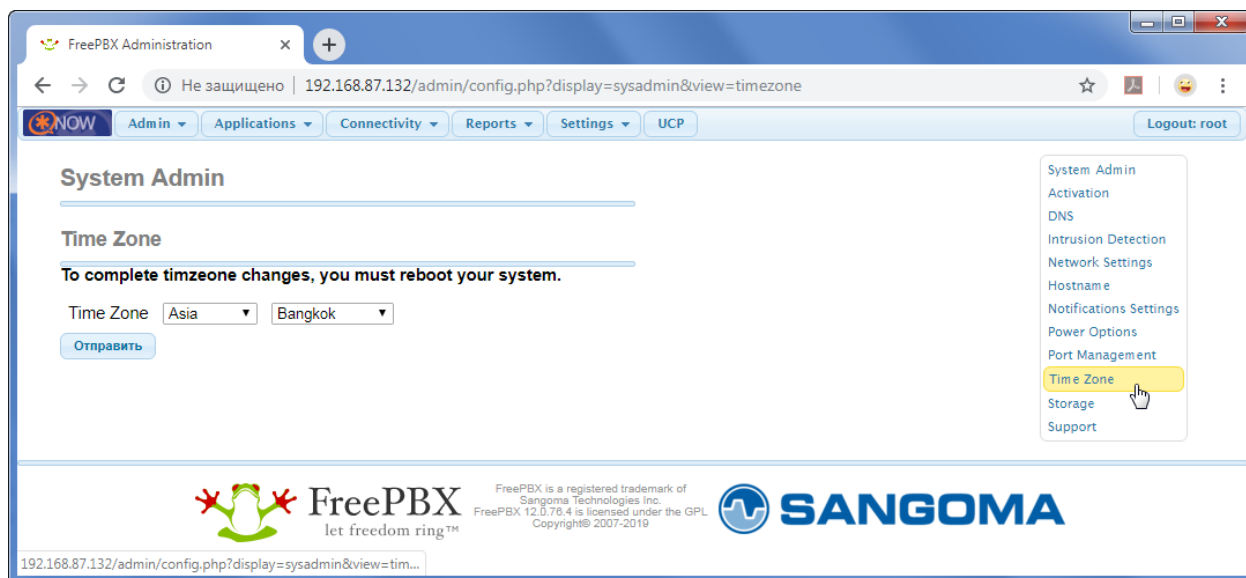 FreePBX Administration
Не защищено | 192.168.87.132/admin/config.php?display=sysadmin&view=timezone
NOW Admin Applications Connectivity Reports Settings UCP Logout: root
System Admin
Time Zone
To complete timzeone changes, you must reboot your system.
Time Zone Asia Bangkok
Отправить
System Admin
Activation
DNS
Intrusion Detection
Network Settings
Hostname
Notifications Settings
Power Options
Port Management
Time Zone
Storage
Support
FreePBX
let freedom ring™
FreePBX is a registered trademark of
Sangoma Technologies Inc.
FreePBX 12.0.76.4 is licensed under the GPL
Copyright© 2007-2019
SANGOMA
192.168.87.132/admin/config.php?display=sysadmin&view=tim...